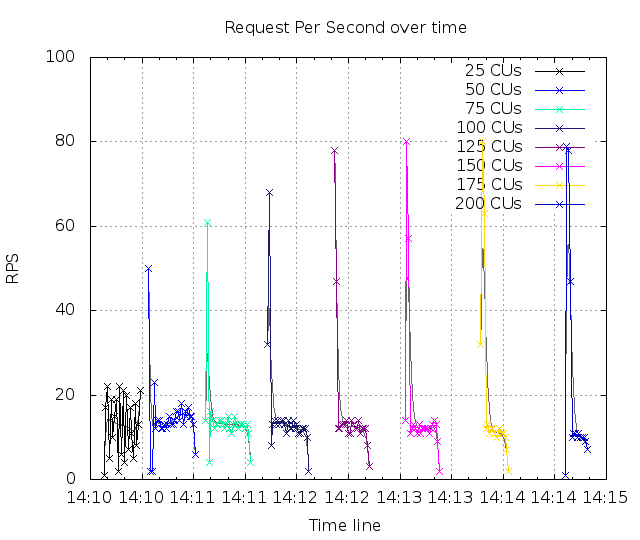 Request Per Second over time
100
80
60
40
20
0
RPS
25 CUs
50 CUs
75 CUs
100 CUs
125 CUs
150 CUs
175 CUs
200 CUs
14:10 14:10 14:11 14:11 14:12 14:12 14:13 14:13 14:14 14:14 14:15
Time line